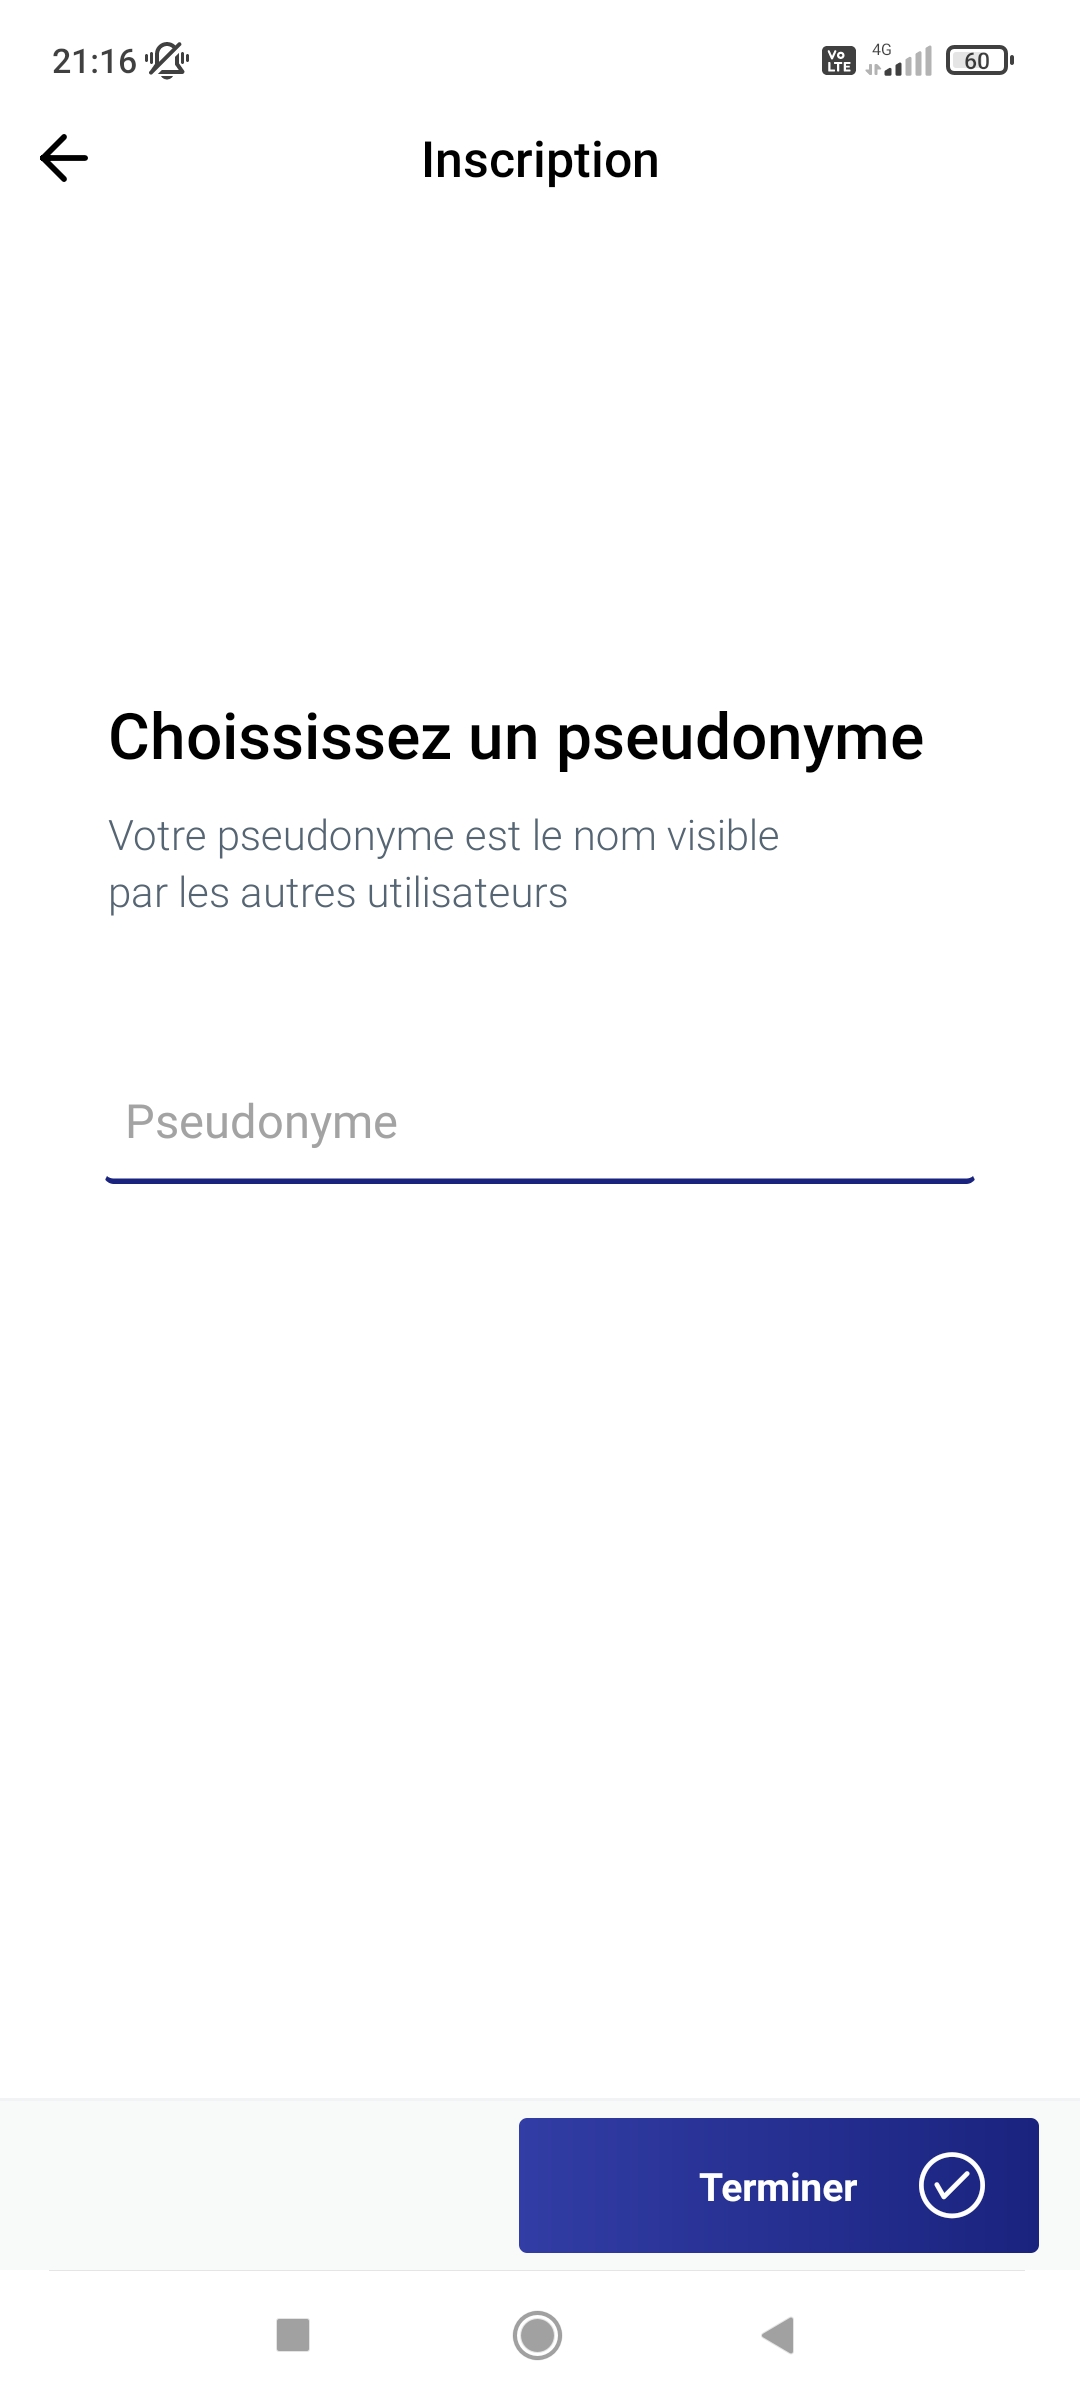 21:16
Vo
LTE
4G
60
Inscription
Choississez un pseudonyme
Votre pseudonyme est le nom visible
par les autres utilisateurs
Pseudonyme
Terminer